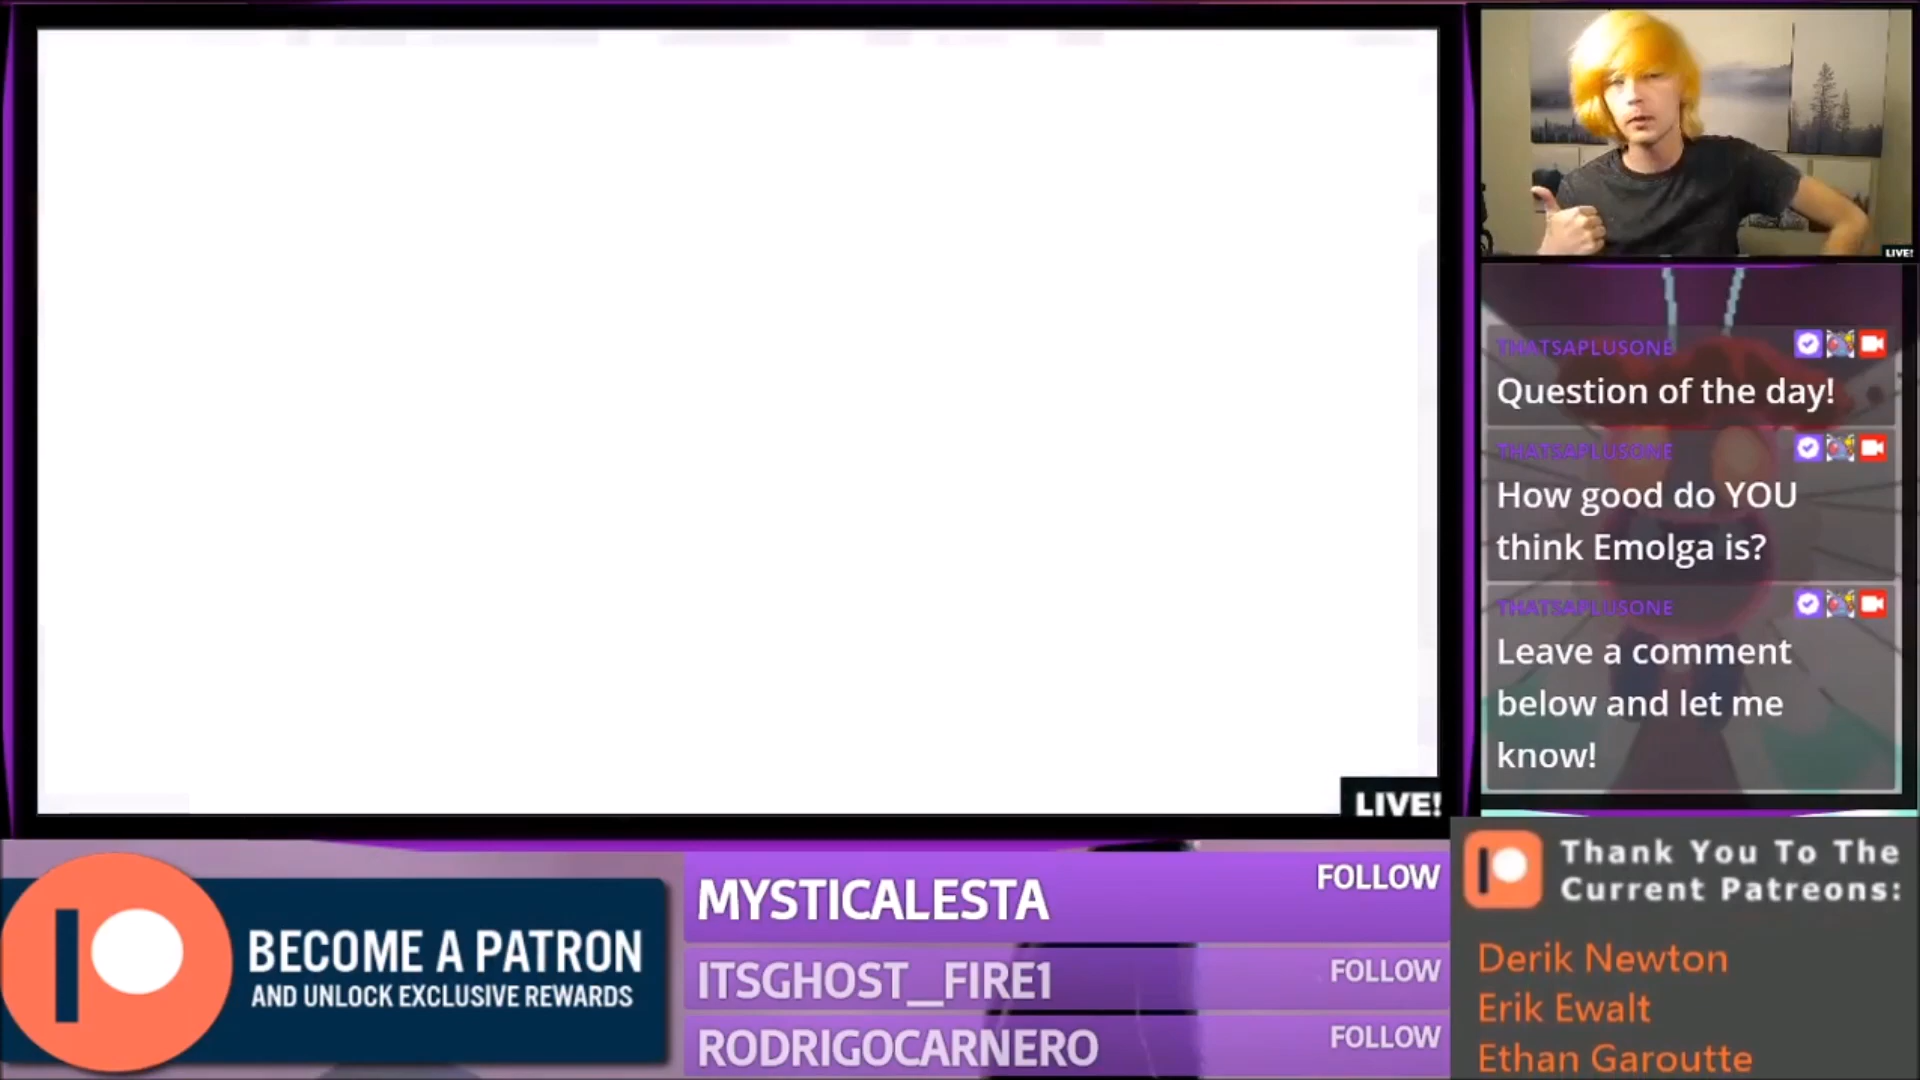 LIVE!
THATSAPLUSONE
Question of the day!
THATSAPLUSONE
How good do YOU
think Emolga is?
THATSAPLUSONE
Leave a comment
below and let me
know!
LIVE!
BECOME A PATRON
AND UNLOCK EXCLUSIVE REWARDS
MYSTICALESTA FOLLOW
ITSGHOST_FIRE1 FOLLOW
RODRIGOCARNERO FOLLOW
Thank You To The
Current Patreons:
Derik Newton
Erik Ewalt
Ethan Garoutte